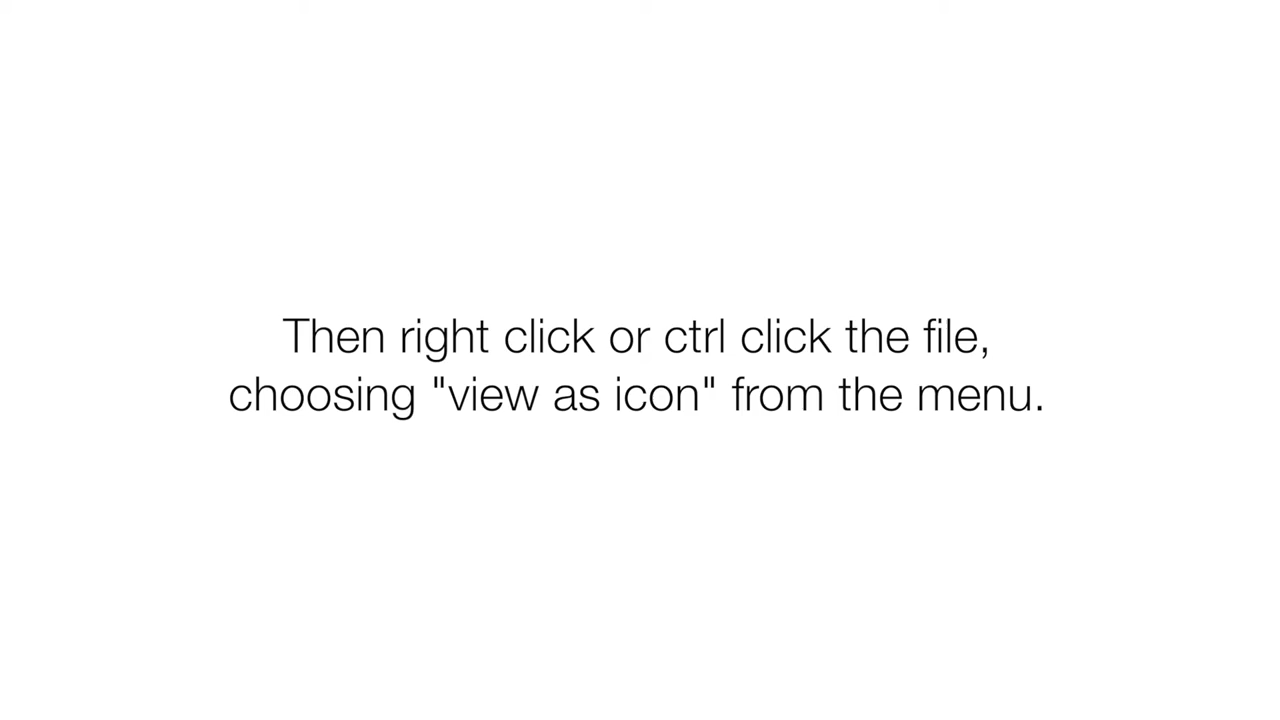 Then right click or ctrl click the file,
choosing "view as icon" from the menu.